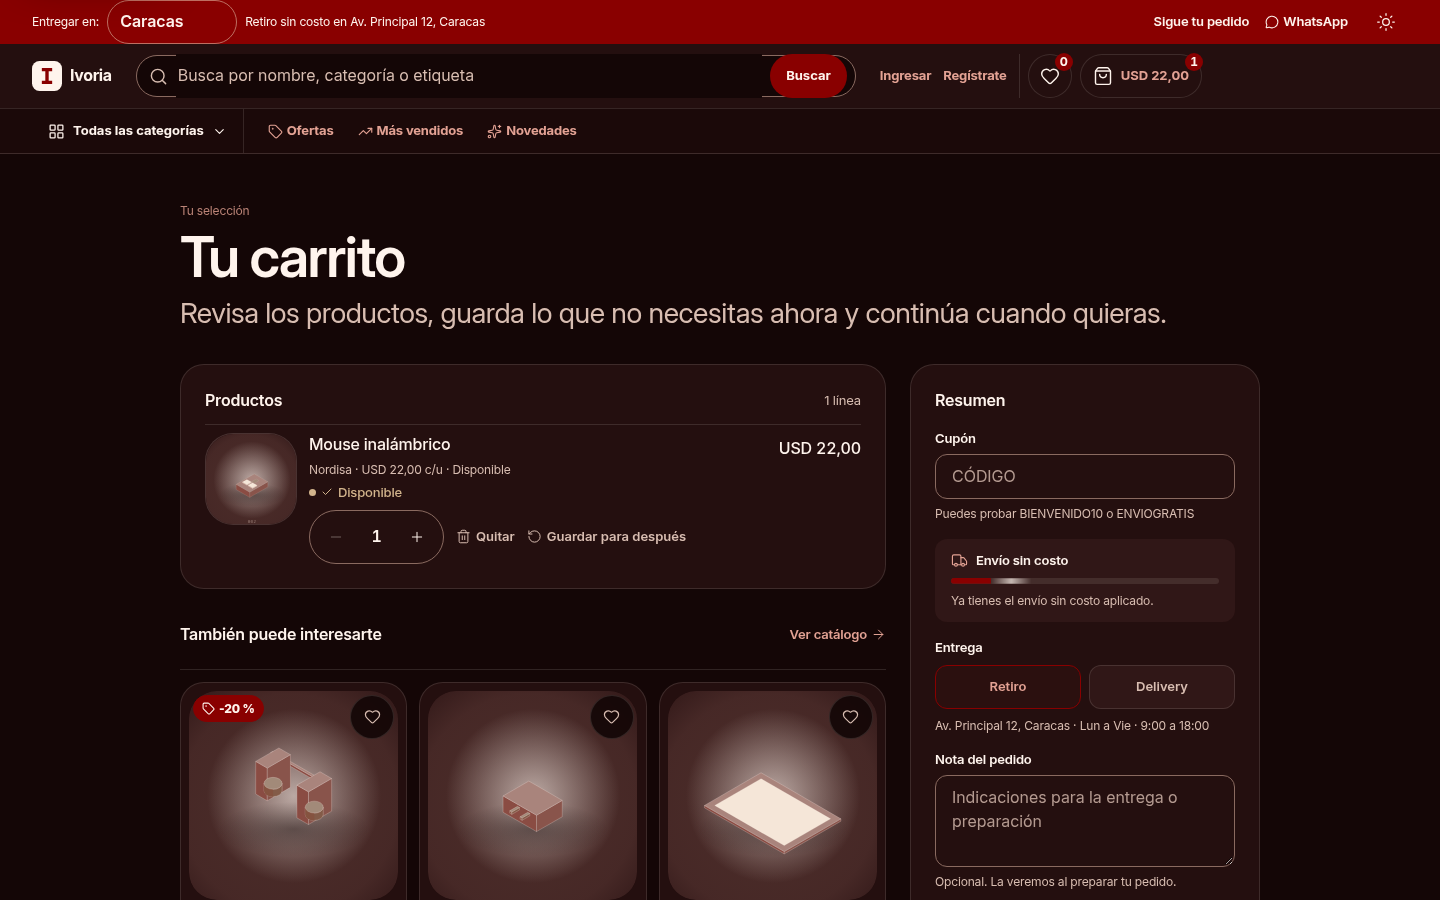 Entregar en: Caracas Retiro sin costo en Av. Principal 12, Caracas Sigue tu pedido WhatsApp
I Ivoria Busca por nombre, categoría o etiqueta Buscar Ingresar Regístrate 0 USD 22,00 1
Todas las categorías Ofertas Más vendidos Novedades
Tu selección
Tu carrito
Revisa los productos, guarda lo que no necesitas ahora y continúa cuando quieras.
Productos 1 línea
Mouse inalámbrico USD 22,00
Nordisa · USD 22,00 c/u · Disponible
Disponible
1 Quitar Guardar para después
También puede interesarte Ver catálogo
-20 %
Resumen
Cupón
CÓDIGO
Puedes probar BIENVENIDO10 o ENVIOGRATIS
Envío sin costo
Ya tienes el envío sin costo aplicado.
Entrega
Retiro Delivery
Av. Principal 12, Caracas · Lun a Vie · 9:00 a 18:00
Nota del pedido
Indicaciones para la entrega o
preparación
Opcional. La veremos al preparar tu pedido.